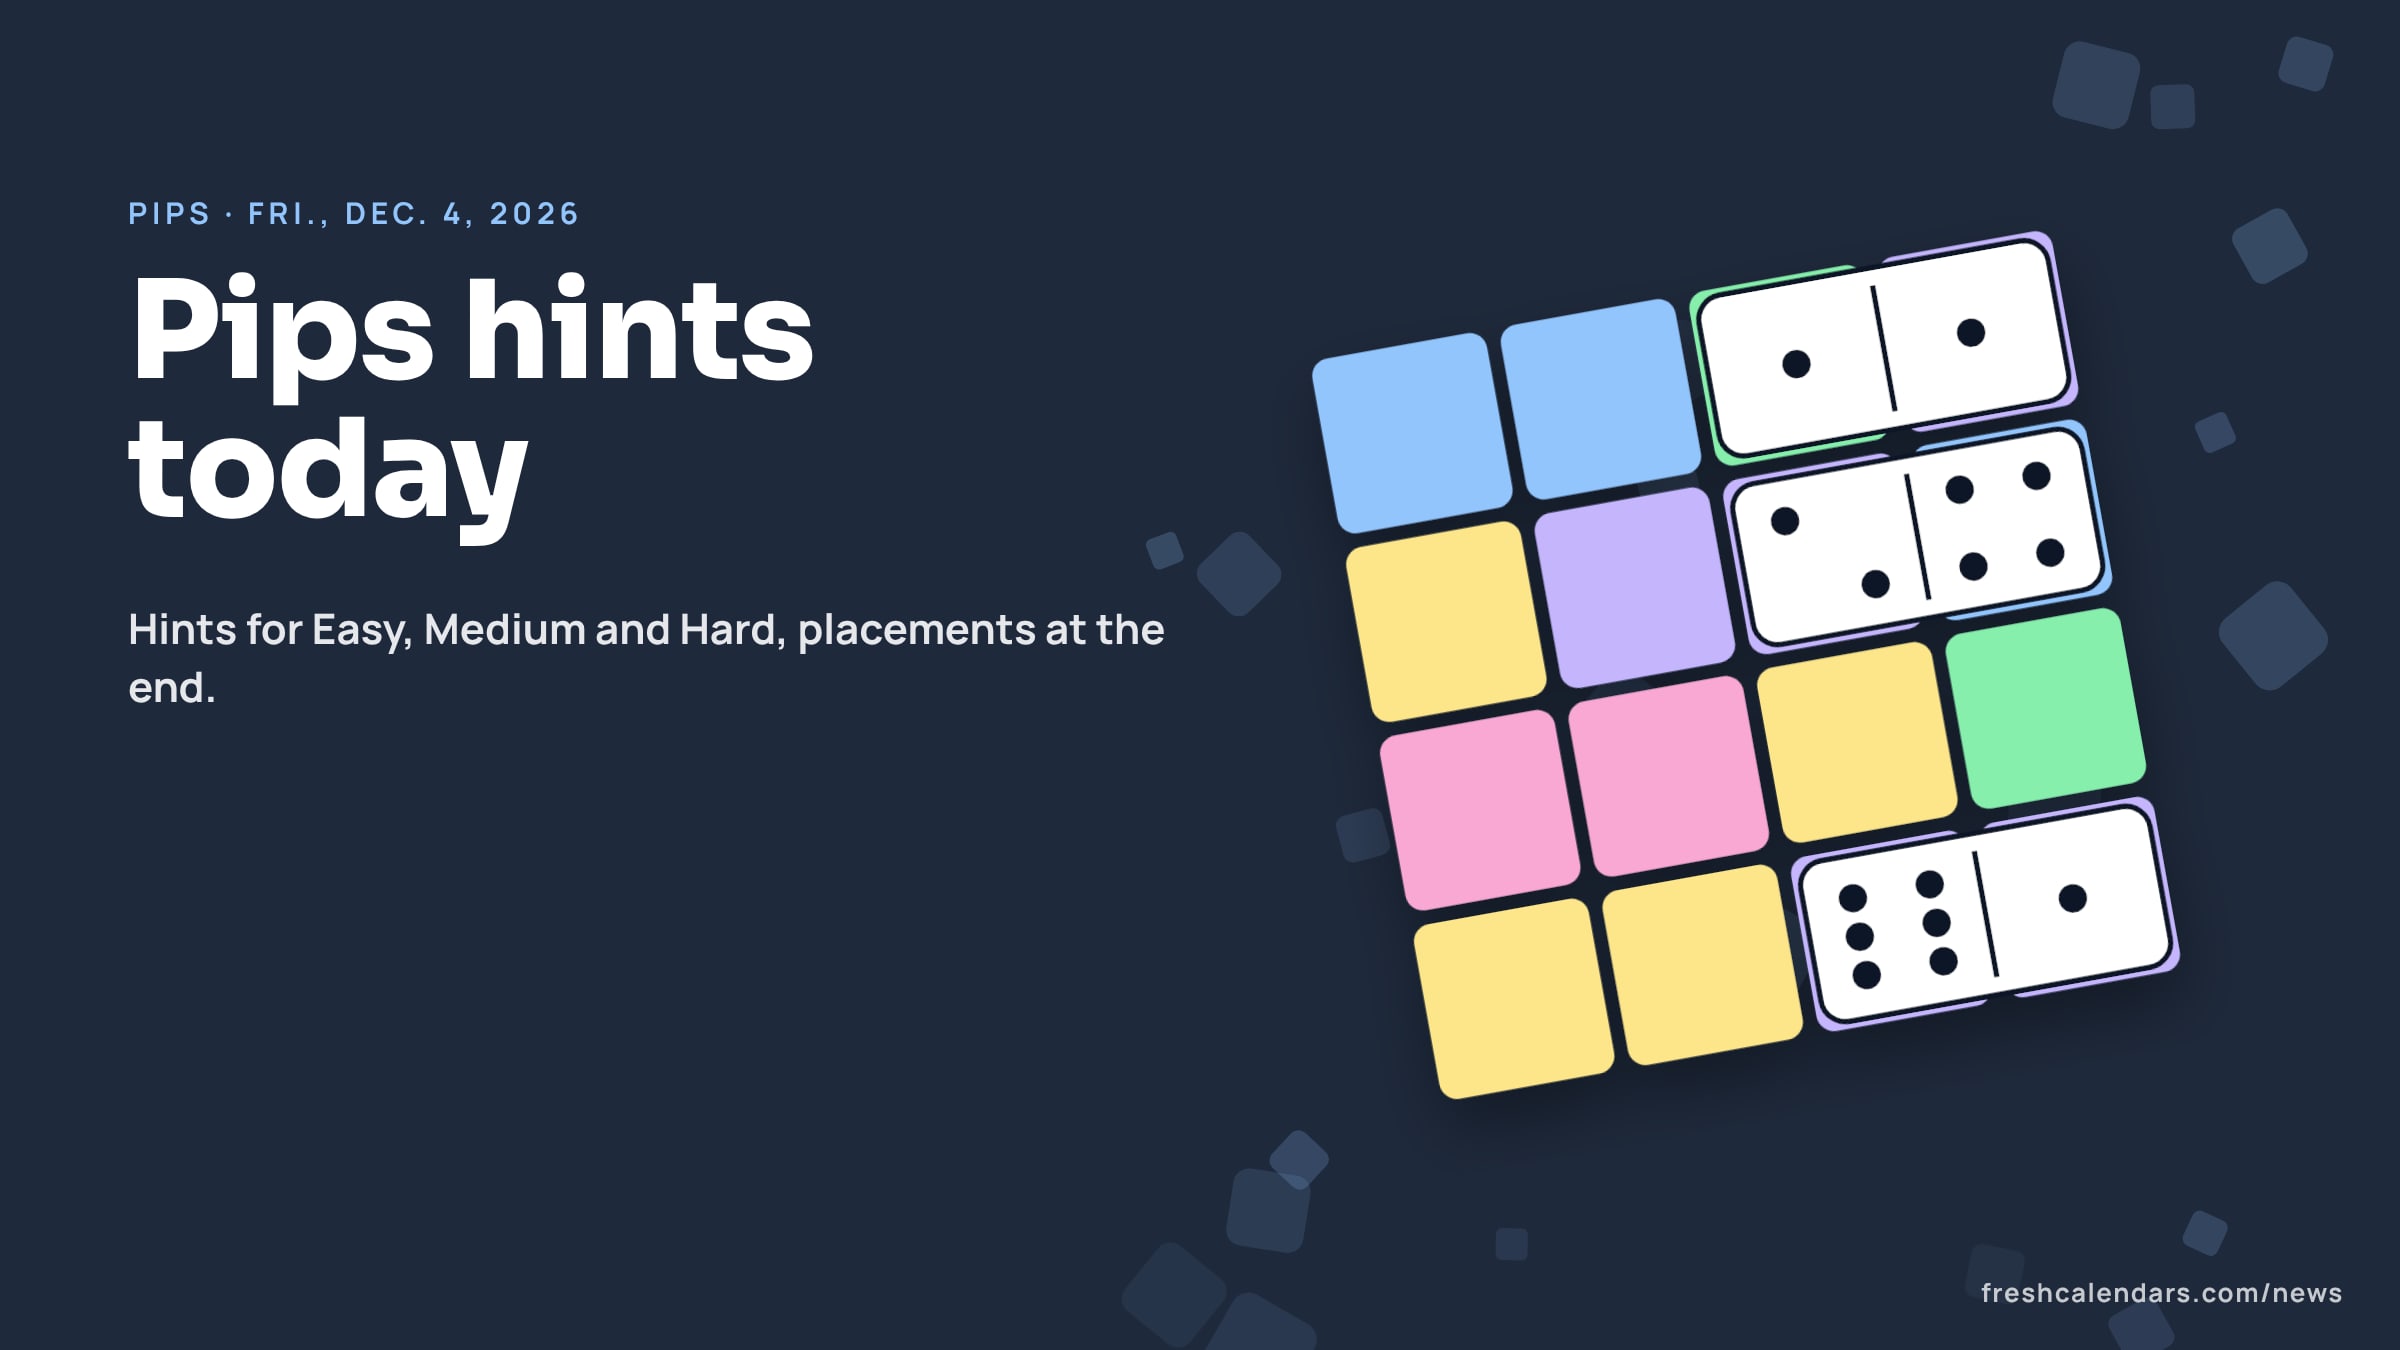 PIPS · FRI., DEC. 4, 2026
Pips hints
today
Hints for Easy, Medium and Hard, placements at the
end.
freshcalendars.com/news